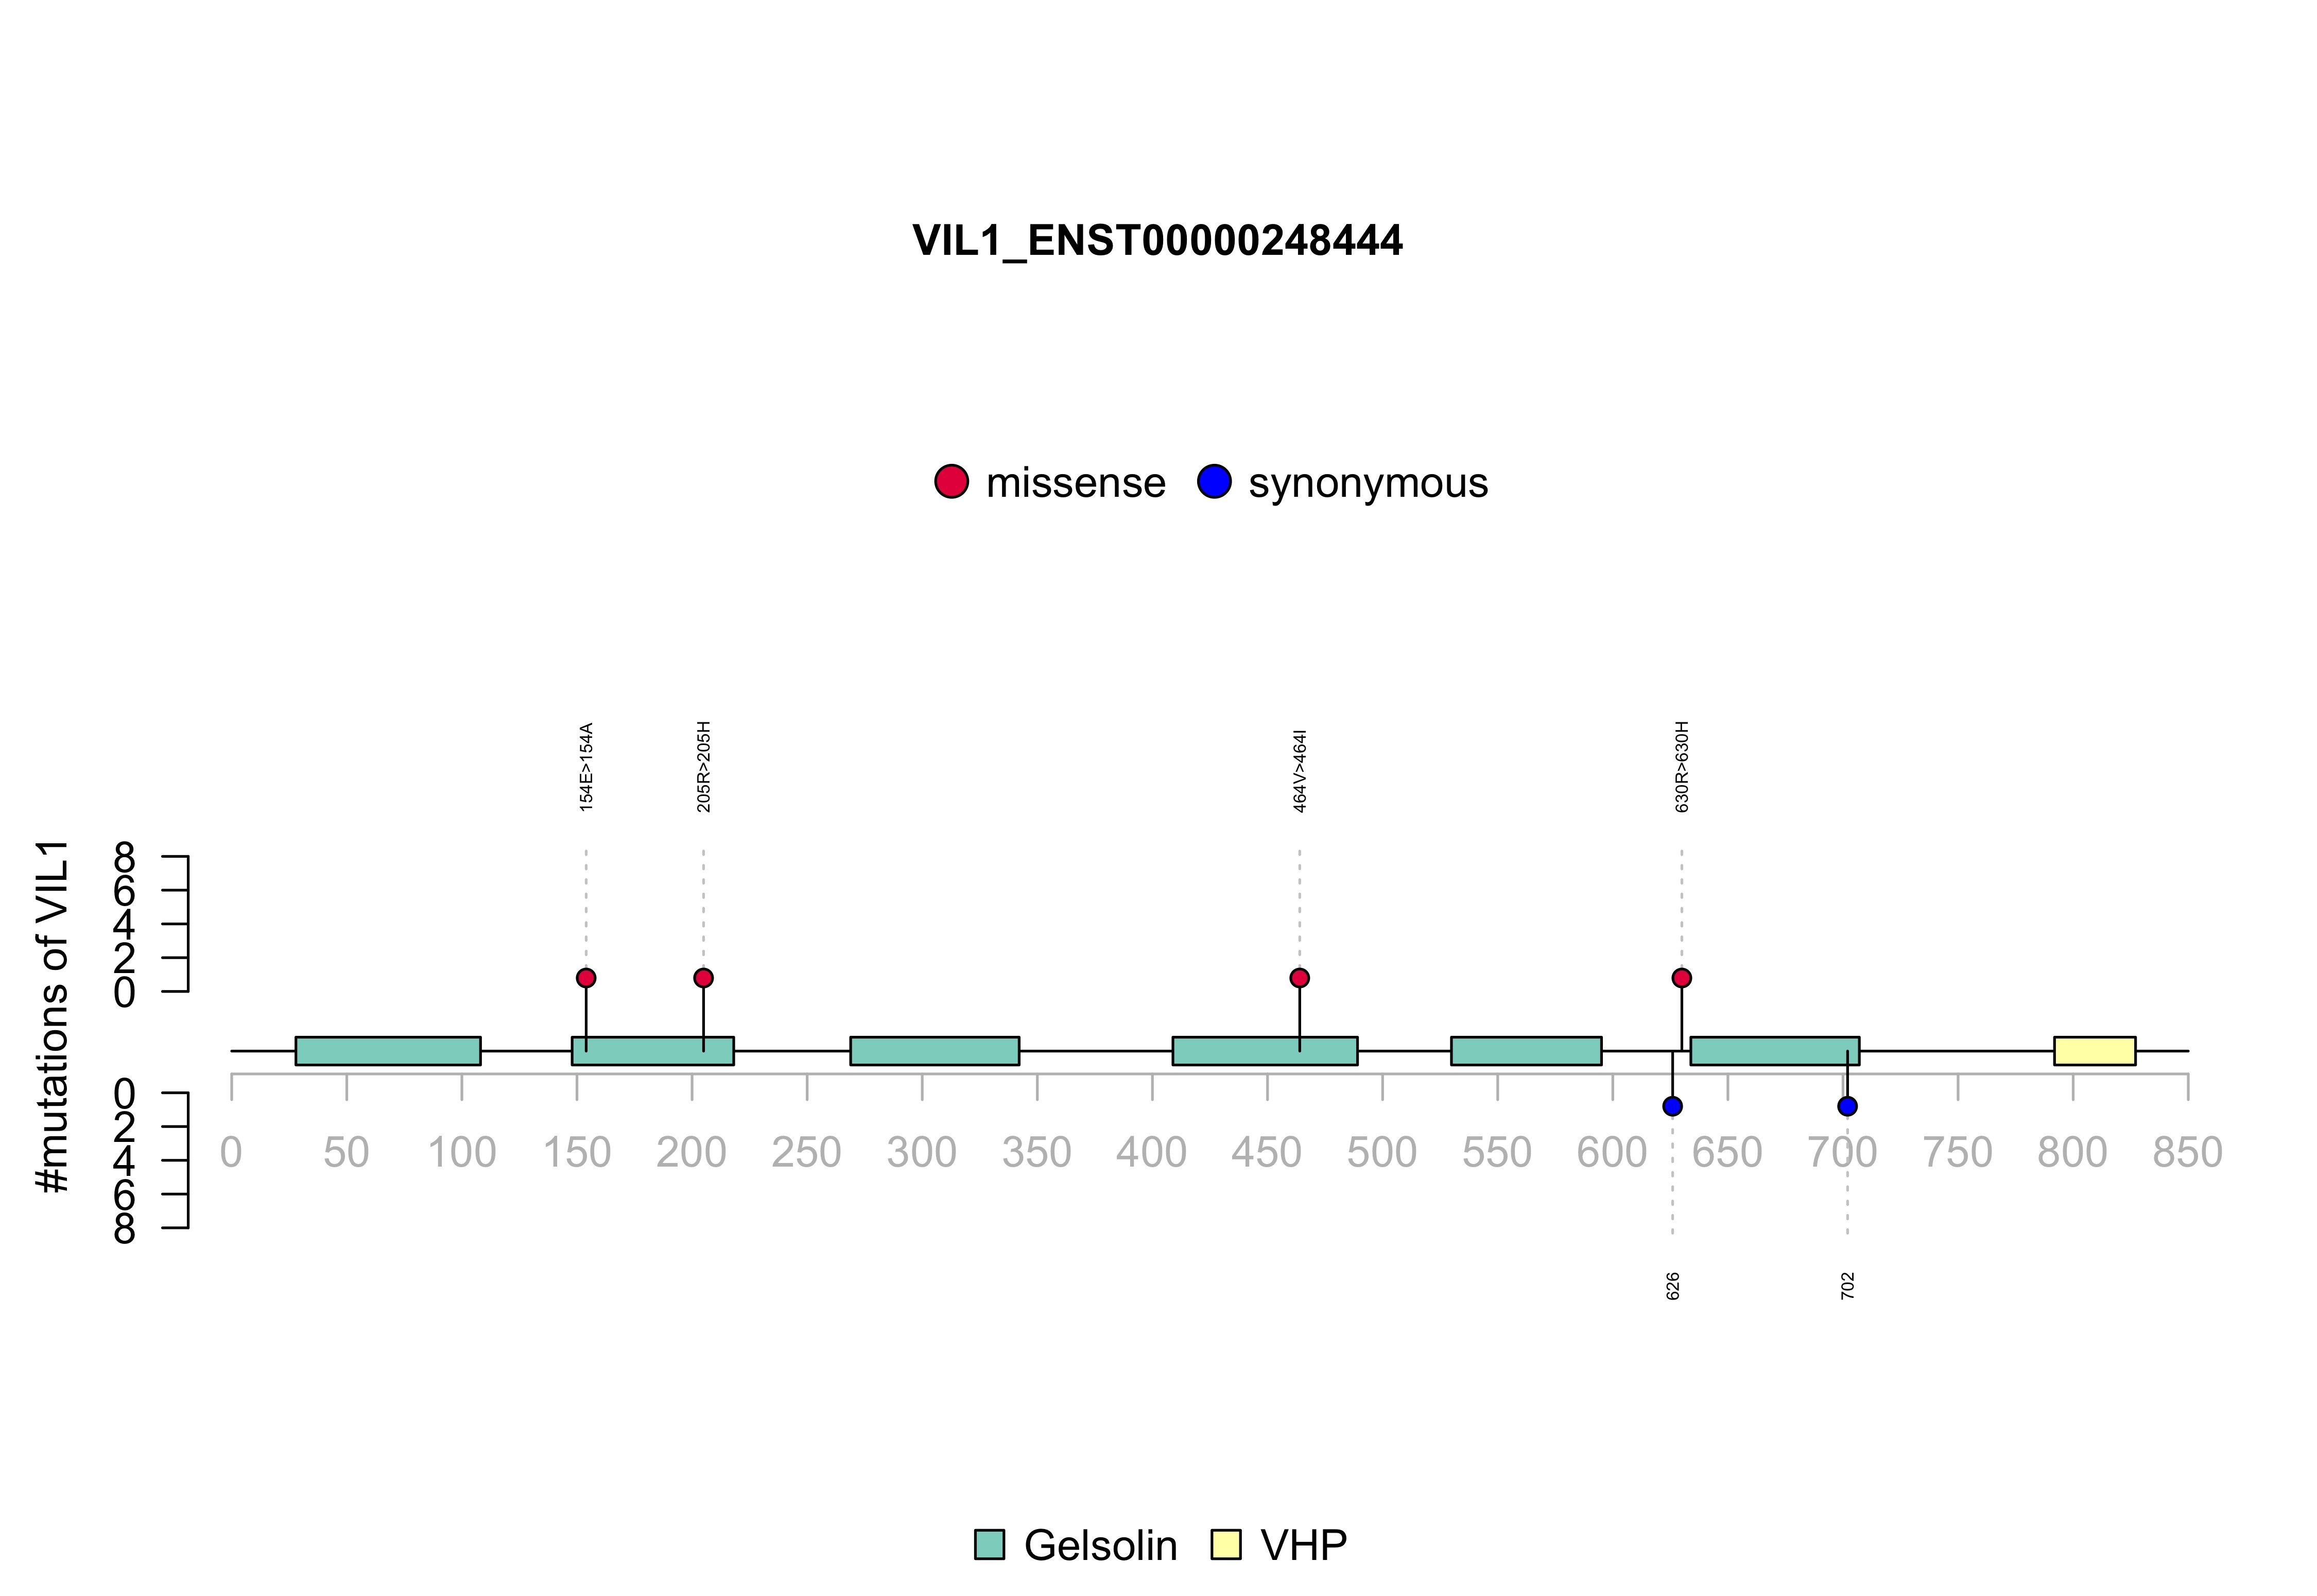 VIL1_ENST00000248444
missense synonymous
154E>154A
205R>205H
464V>464I
630R>630H
#mutations of VIL1
8
6
4
2
0
0
2
4
6
8
0 50 100 150 200 250 300 350 400 450 500 550 600 650 700 750 800 850
626
702
Gelsolin VHP